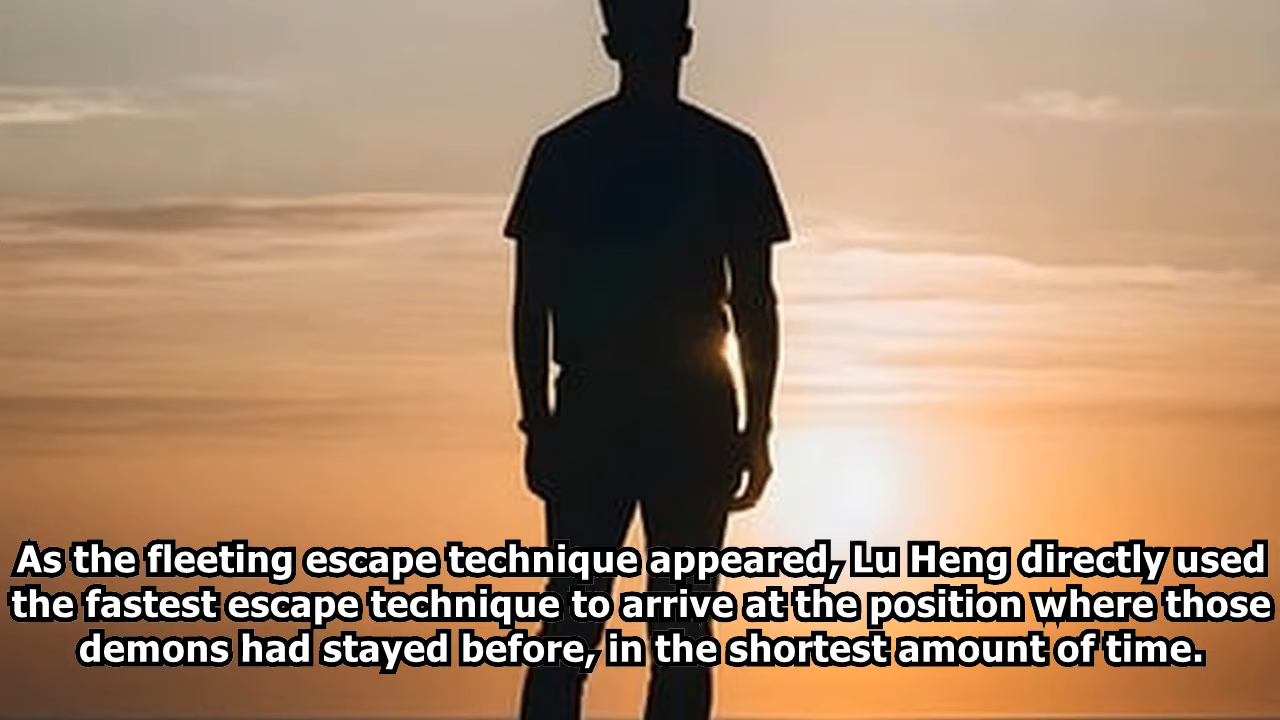 As the fleeting escape technique appeared, Lu Heng directly used
the fastest escape technique to arrive at the position where those
demons had stayed before, in the shortest amount of time.